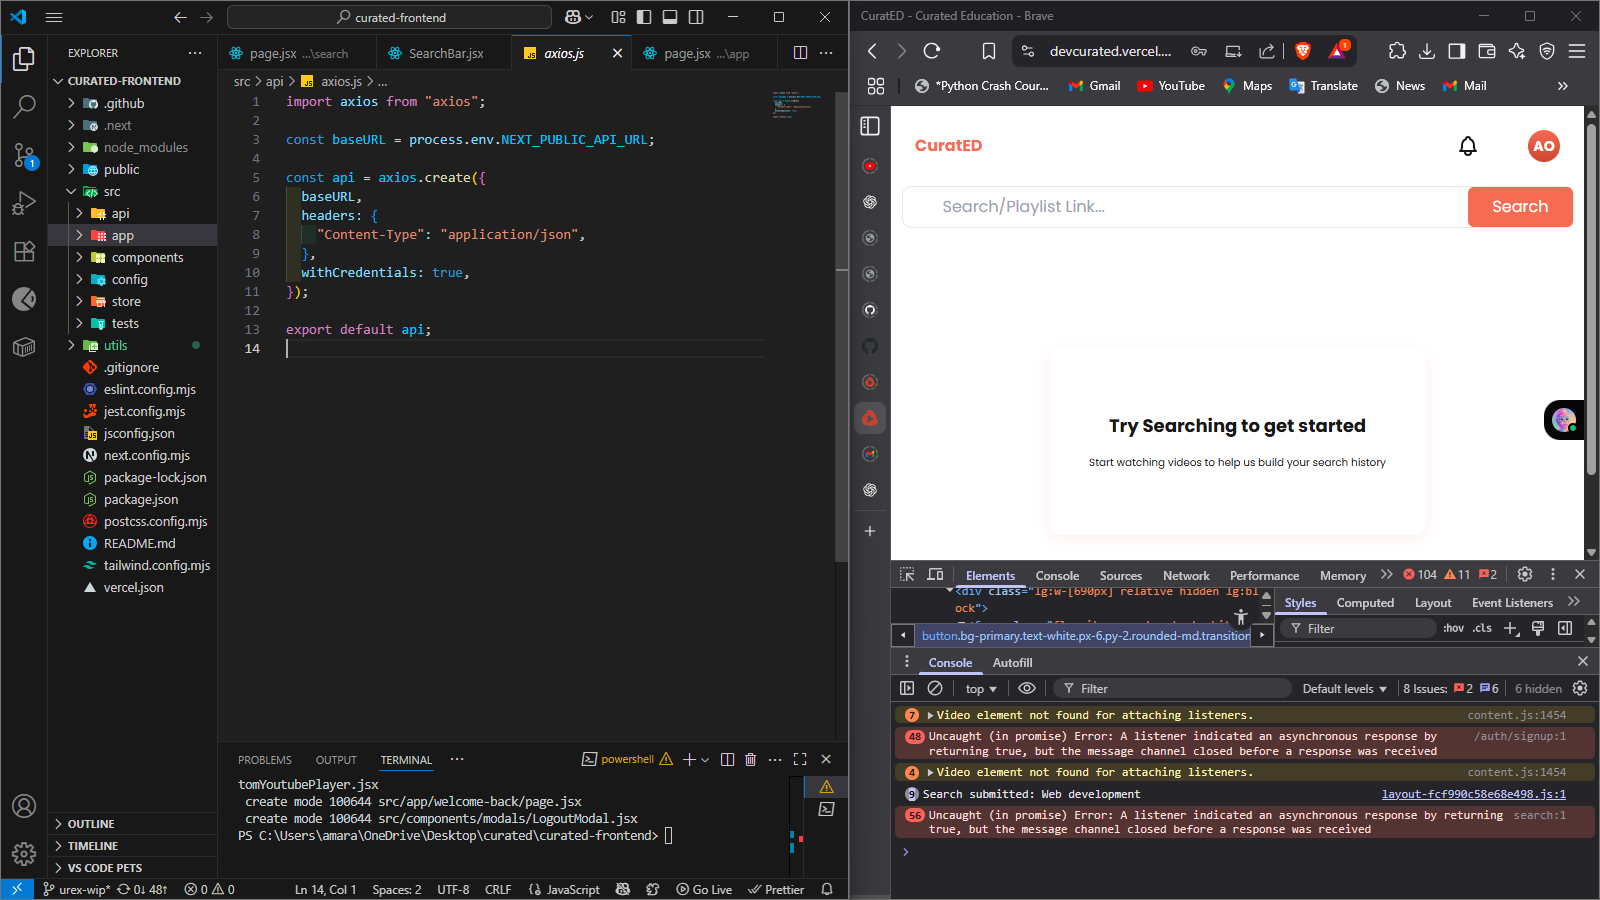 curated-frontend
EXPLORER
CURATED-FRONTEND
.github
.next
node_modules
public
src
api
app
components
config
store
tests
utils
.gitignore
eslint.config.mjs
jest.config.mjs
jsconfig.json
next.config.mjs
package-lock.json
package.json
postcss.config.mjs
README.md
tailwind.config.mjs
vercel.json
OUTLINE
TIMELINE
VS CODE PETS
page.jsx ...\search
SearchBar.jsx
axios.js
page.jsx ...\app
src > api > axios.js > ...
1 import axios from "axios";
2
3 const baseURL = process.env.NEXT_PUBLIC_API_URL;
4
5 const api = axios.create({
6 baseURL,
7 headers: {
8 "Content-Type": "application/json",
9 },
10 withCredentials: true,
11 });
12
13 export default api;
14
PROBLEMS OUTPUT TERMINAL ...
powershell
tomYoutubePlayer.jsx
create mode 100644 src/app/welcome-back/page.jsx
create mode 100644 src/components/modals/LogoutModal.jsx
PS C:\Users\amara\OneDrive\Desktop\curated\curated-frontend>
1
urex-wip* 0↓ 48↑ 0 0 Ln 14, Col 1 Spaces: 2 UTF-8 CRLF {} JavaScript Go Live Prettier
CuratED - Curated Education - Brave
devcurated.vercel....
1
*Python Crash Cour... Gmail YouTube Maps Translate News Mail »
CuratED
AO
Search/Playlist Link...
Search
Try Searching to get started
Start watching videos to help us build your search history
Elements Console Sources Network Performance Memory » 104 11 2
<div class="lg:w-[690px] relative hidden lg:bl
ock">
button.bg-primary.text-white.px-6.py-2.rounded-md.transition
Styles Computed Layout Event Listeners »
Filter :hov .cls
Console Autofill
top Filter Default levels 8 Issues: 2 6 6 hidden
7 Video element not found for attaching listeners. content.js:1454
48 Uncaught (in promise) Error: A listener indicated an asynchronous response by /auth/signup:1
returning true, but the message channel closed before a response was received
4 Video element not found for attaching listeners. content.js:1454
9 Search submitted: Web development layout-fcf990c58e68e498.js:1
56 Uncaught (in promise) Error: A listener indicated an asynchronous response by returning search:1
true, but the message channel closed before a response was received